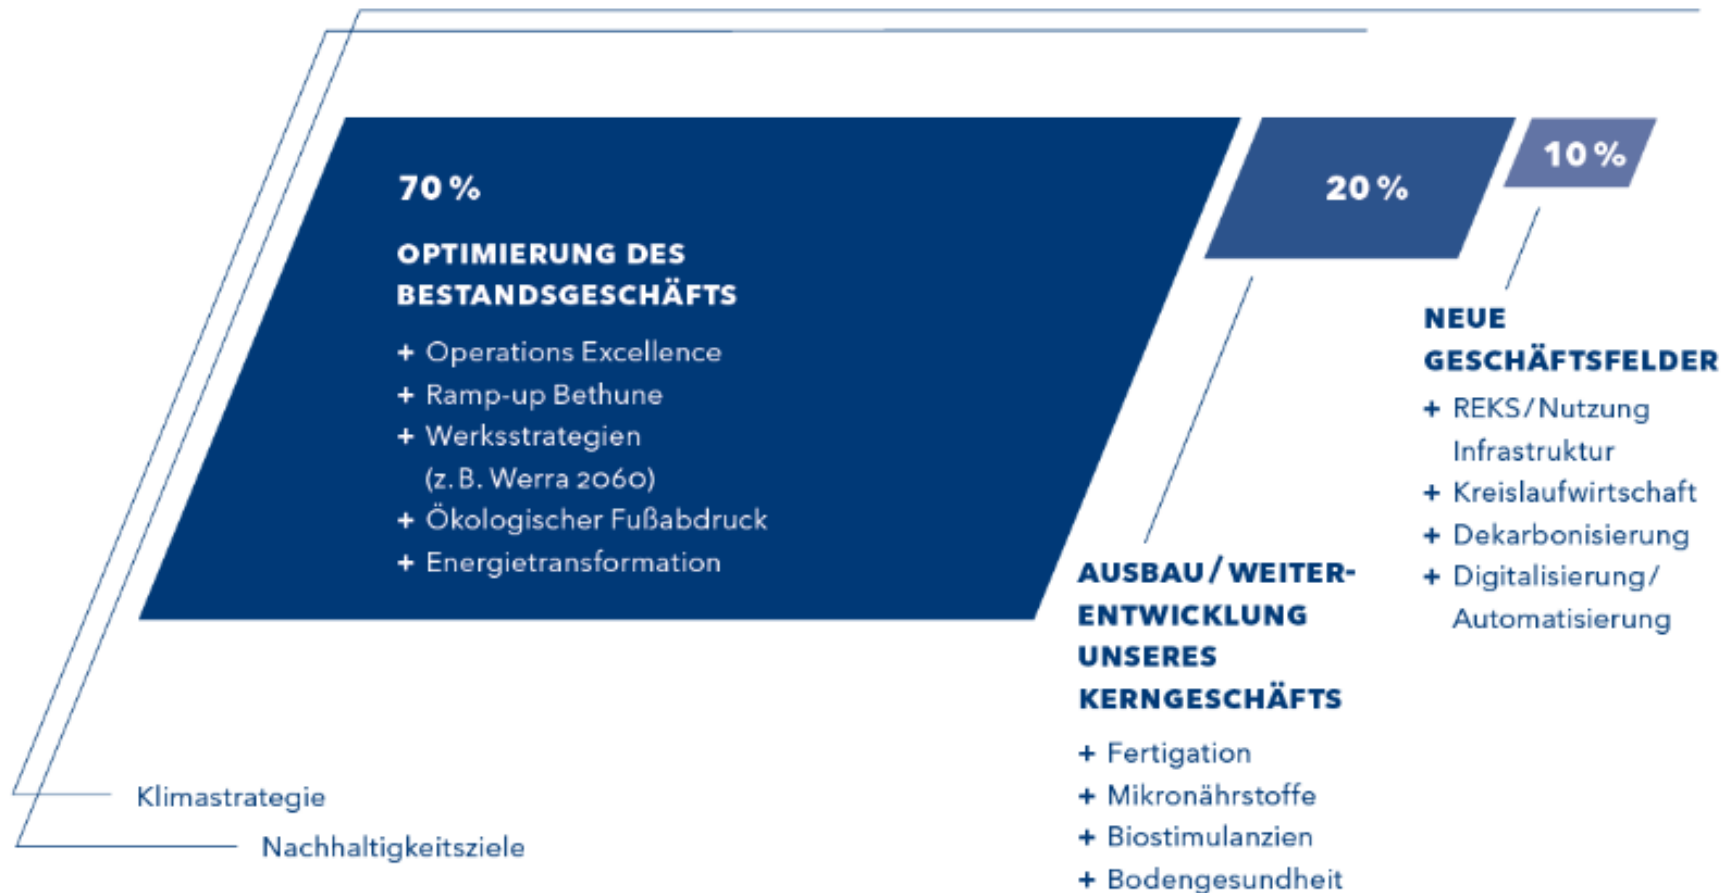 70 %
OPTIMIERUNG DES
BESTANDSGESCHÄFTS
+ Operations Excellence
+ Ramp-up Bethune
+ Werksstrategien
(z. B. Werra 2060)
+ Ökologischer Fußabdruck
+ Energietransformation
20 %
AUSBAU / WEITER-
ENTWICKLUNG
UNSERES
KERNGESCHÄFTS
+ Fertigation
+ Mikronährstoffe
+ Biostimulanzien
+ Bodengesundheit
10 %
NEUE
GESCHÄFTSFELDER
+ REKS / Nutzung
Infrastruktur
+ Kreislaufwirtschaft
+ Dekarbonisierung
+ Digitalisierung /
Automatisierung
Klimastrategie
Nachhaltigkeitsziele